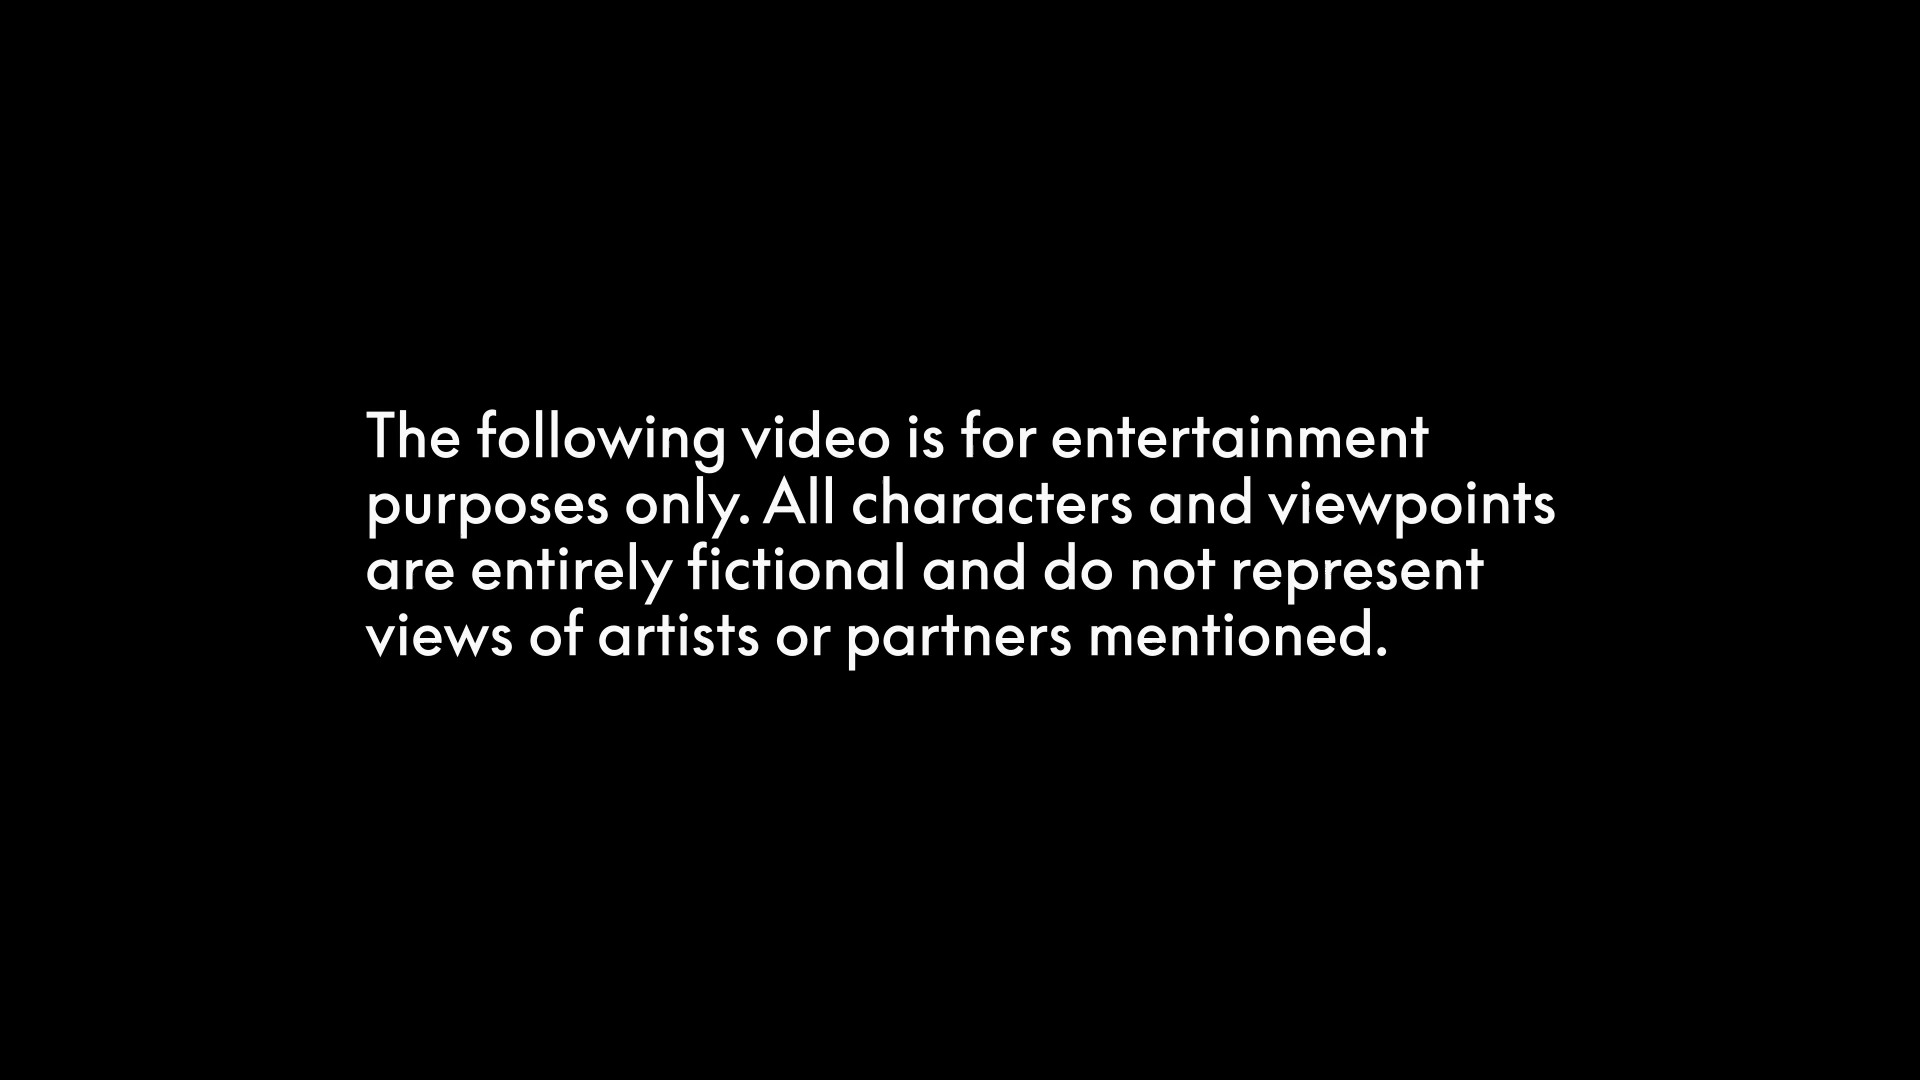 The following video is for entertainment
purposes only. All characters and viewpoints
are entirely fictional and do not represent
views of artists or partners mentioned.